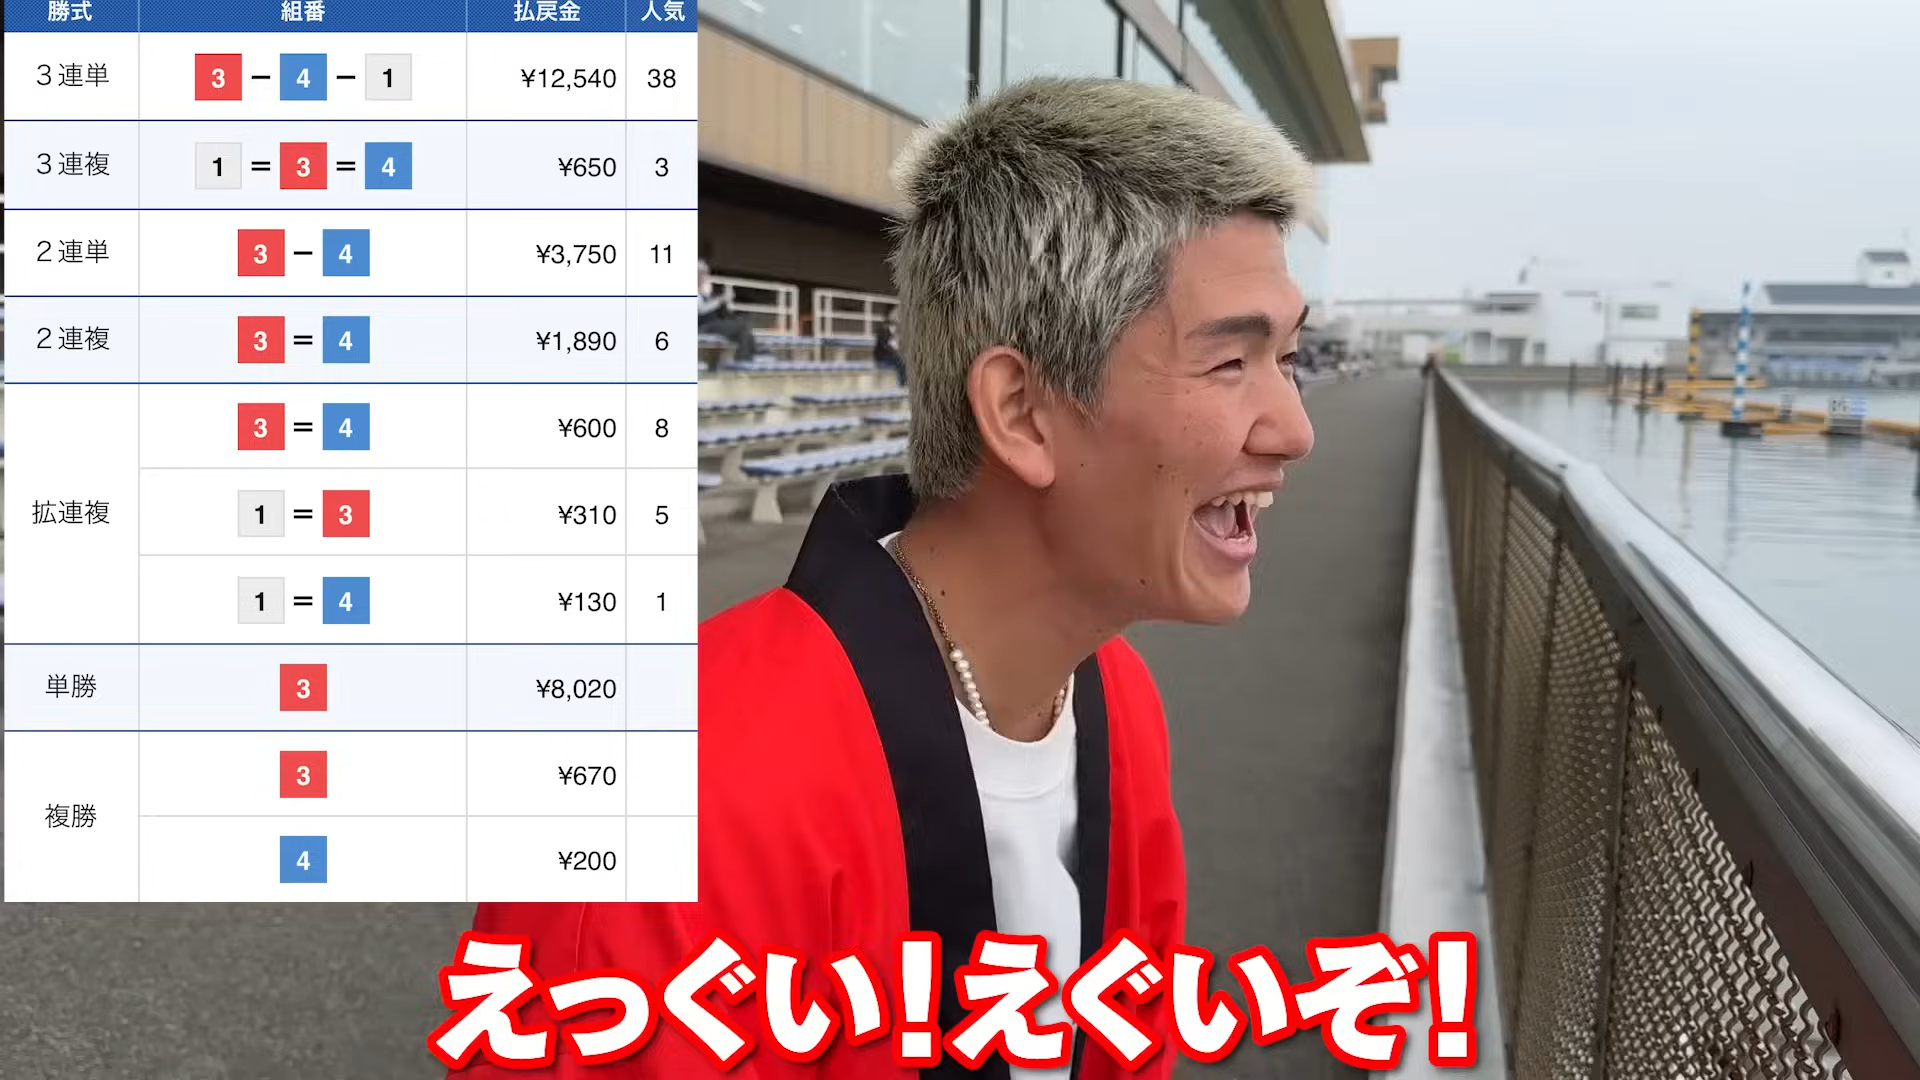 勝式 組番 払戻金 人気
3連単 3 - 4 - 1 ¥12,540 38
3連複 1 = 3 = 4 ¥650 3
2連単 3 - 4 ¥3,750 11
2連複 3 = 4 ¥1,890 6
拡連複 3 = 4 ¥600 8
1 = 3 ¥310 5
1 = 4 ¥130 1
単勝 3 ¥8,020
複勝 3 ¥670
4 ¥200
えっぐい!えぐいぞ!